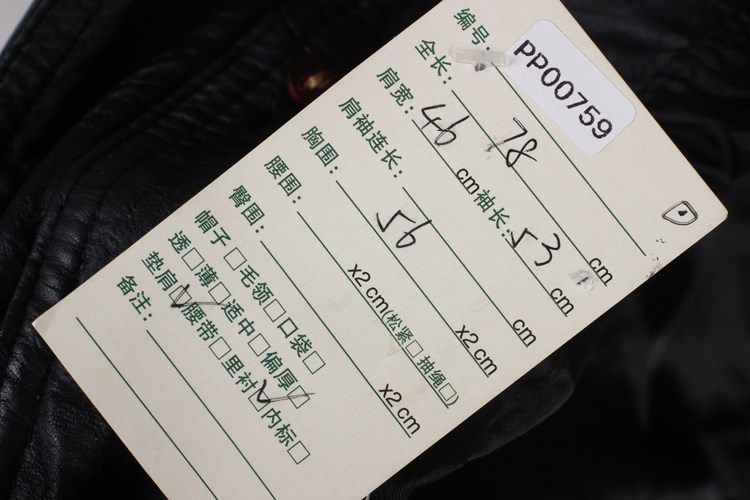 编号: PP00759
全长: 78 cm
肩宽: 46 cm 袖长: 53 cm
肩袖连长: cm
胸围: 56 x2 cm
腰围: x2 cm(松紧□ 抽绳□)
臀围: x2 cm
帽子 □毛领□口袋□
透□薄□适中□偏厚☑
垫肩☑腰带□里衬☑内标□
备注: